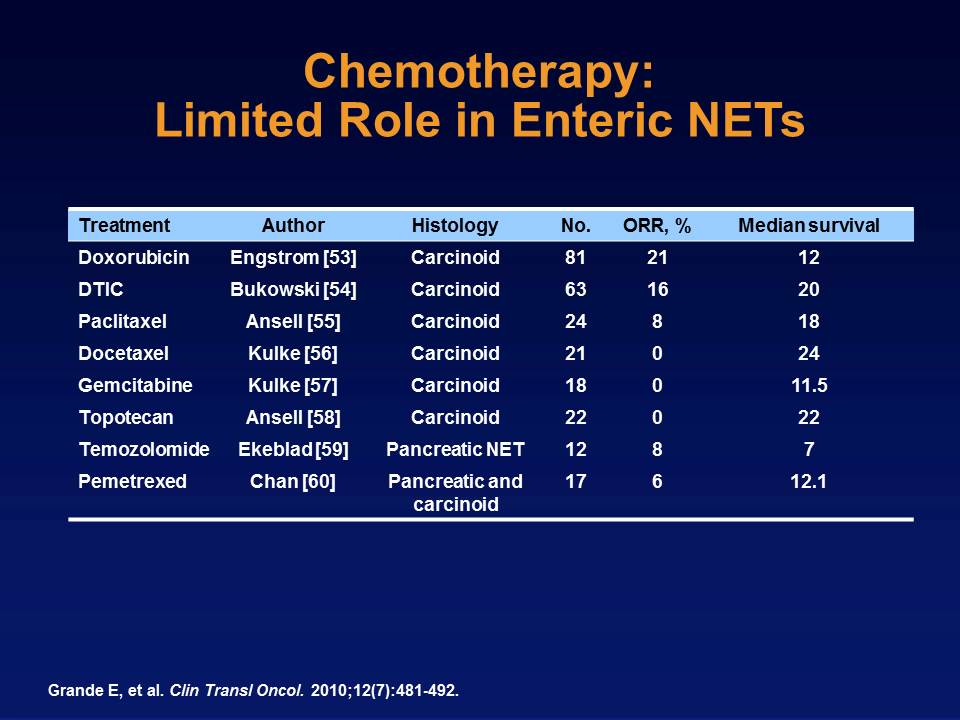 Chemotherapy:
Limited Role in Enteric NETs
Treatment Author Histology No. ORR, % Median survival
Doxorubicin Engstrom [53] Carcinoid 81 21 12
DTIC Bukowski [54] Carcinoid 63 16 20
Paclitaxel Ansell [55] Carcinoid 24 8 18
Docetaxel Kulke [56] Carcinoid 21 0 24
Gemcitabine Kulke [57] Carcinoid 18 0 11.5
Topotecan Ansell [58] Carcinoid 22 0 22
Temozolomide Ekeblad [59] Pancreatic NET 12 8 7
Pemetrexed Chan [60] Pancreatic and 17 6 12.1
carcinoid
Grande E, et al. Clin Transl Oncol. 2010;12(7):481-492.